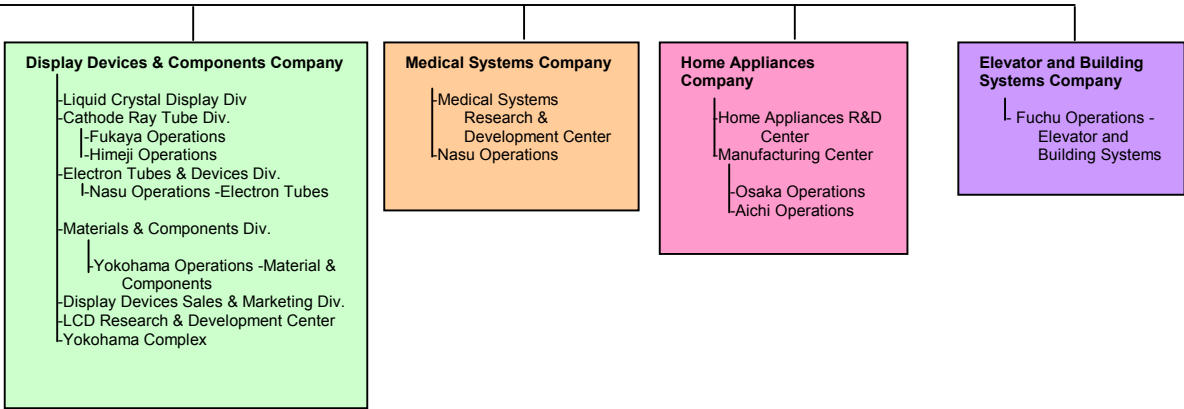 Display Devices & Components Company
-Liquid Crystal Display Div
-Cathode Ray Tube Div.
-Fukaya Operations
-Himeji Operations
-Electron Tubes & Devices Div.
-Nasu Operations -Electron Tubes
-Materials & Components Div.
-Yokohama Operations -Material &
Components
-Display Devices Sales & Marketing Div.
-LCD Research & Development Center
-Yokohama Complex
Medical Systems Company
-Medical Systems
Research &
Development Center
-Nasu Operations
Home Appliances
Company
-Home Appliances R&D
Center
-Manufacturing Center
-Osaka Operations
-Aichi Operations
Elevator and Building
Systems Company
- Fuchu Operations -
Elevator and
Building Systems